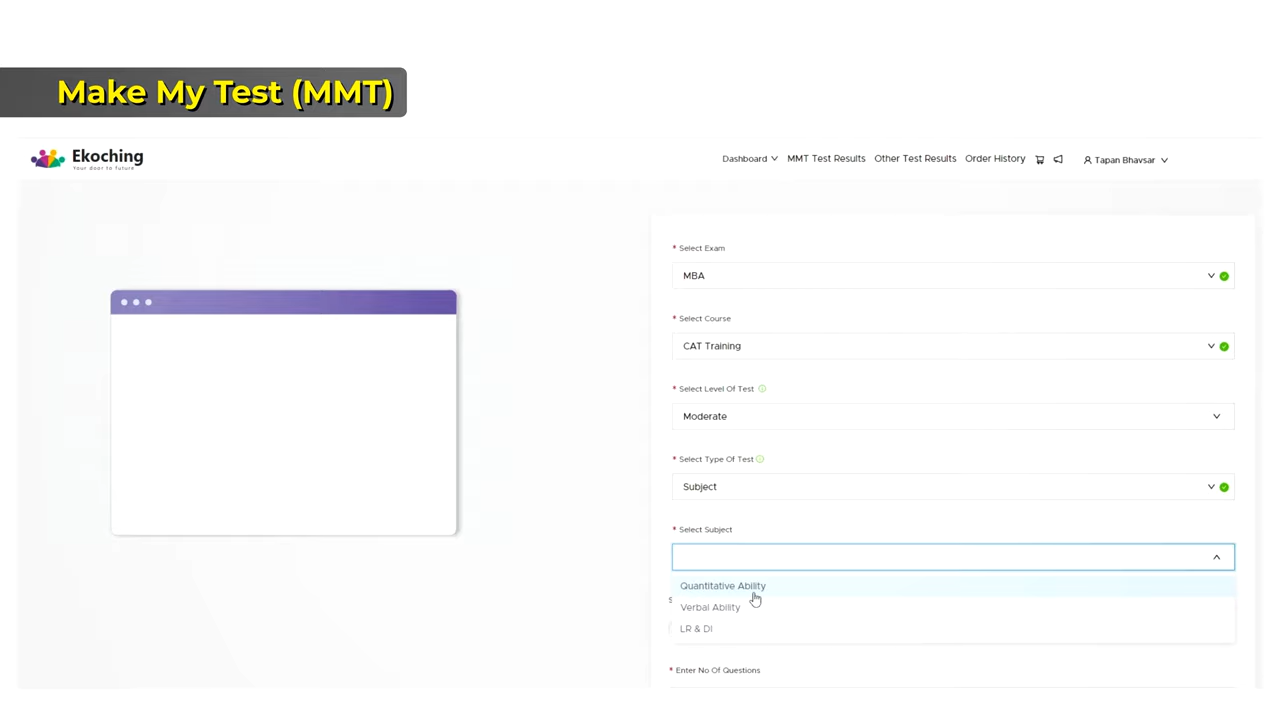 Make My Test (MMT)
Ekoching
Your door to future
Dashboard MMT Test Results Other Test Results Order History Tapan Bhavsar
* Select Exam
MBA
* Select Course
CAT Training
* Select Level Of Test
Moderate
* Select Type Of Test
Subject
* Select Subject
Quantitative Ability
Verbal Ability
LR & DI
* Enter No Of Questions